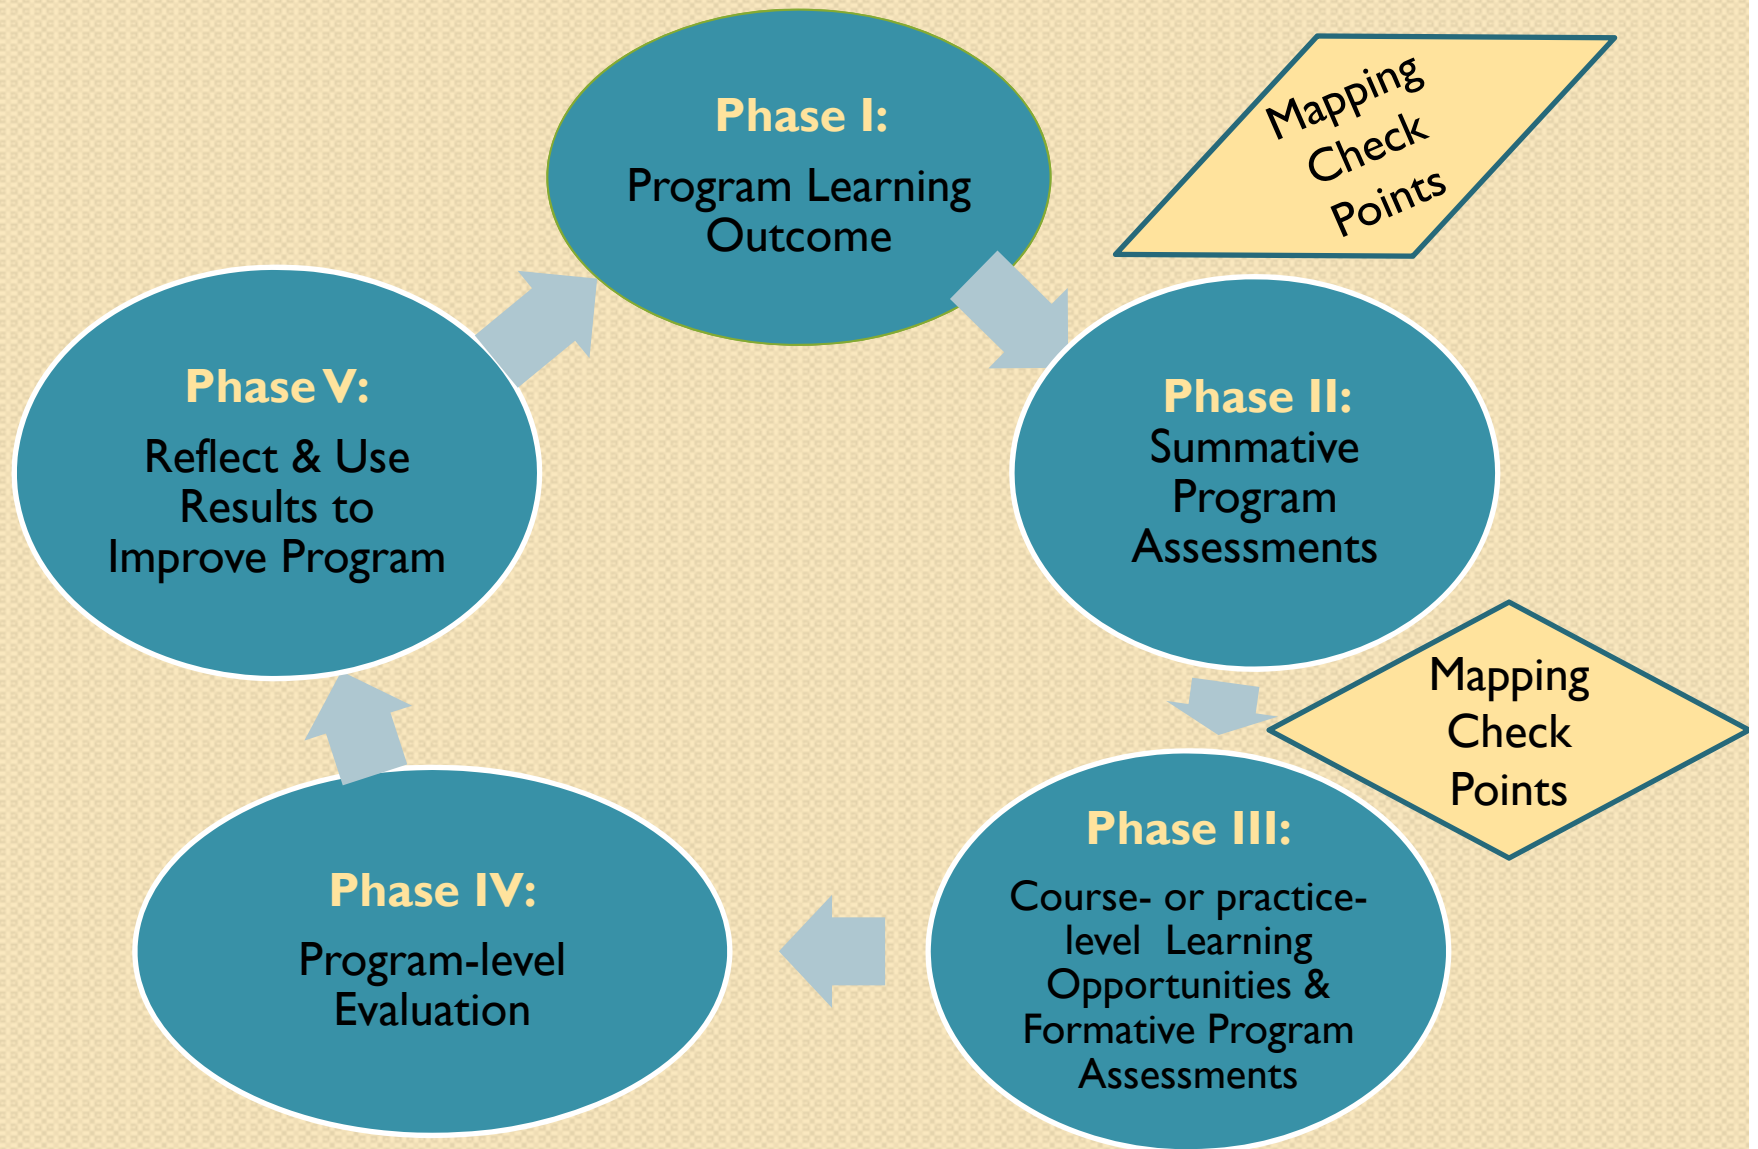 Phase I:
Program Learning
Outcome
Mapping
Check
Points
Phase II:
Summative
Program
Assessments
Mapping
Check
Points
Phase III:
Course- or practice-
level Learning
Opportunities &
Formative Program
Assessments
Phase IV:
Program-level
Evaluation
Phase V:
Reflect & Use
Results to
Improve Program